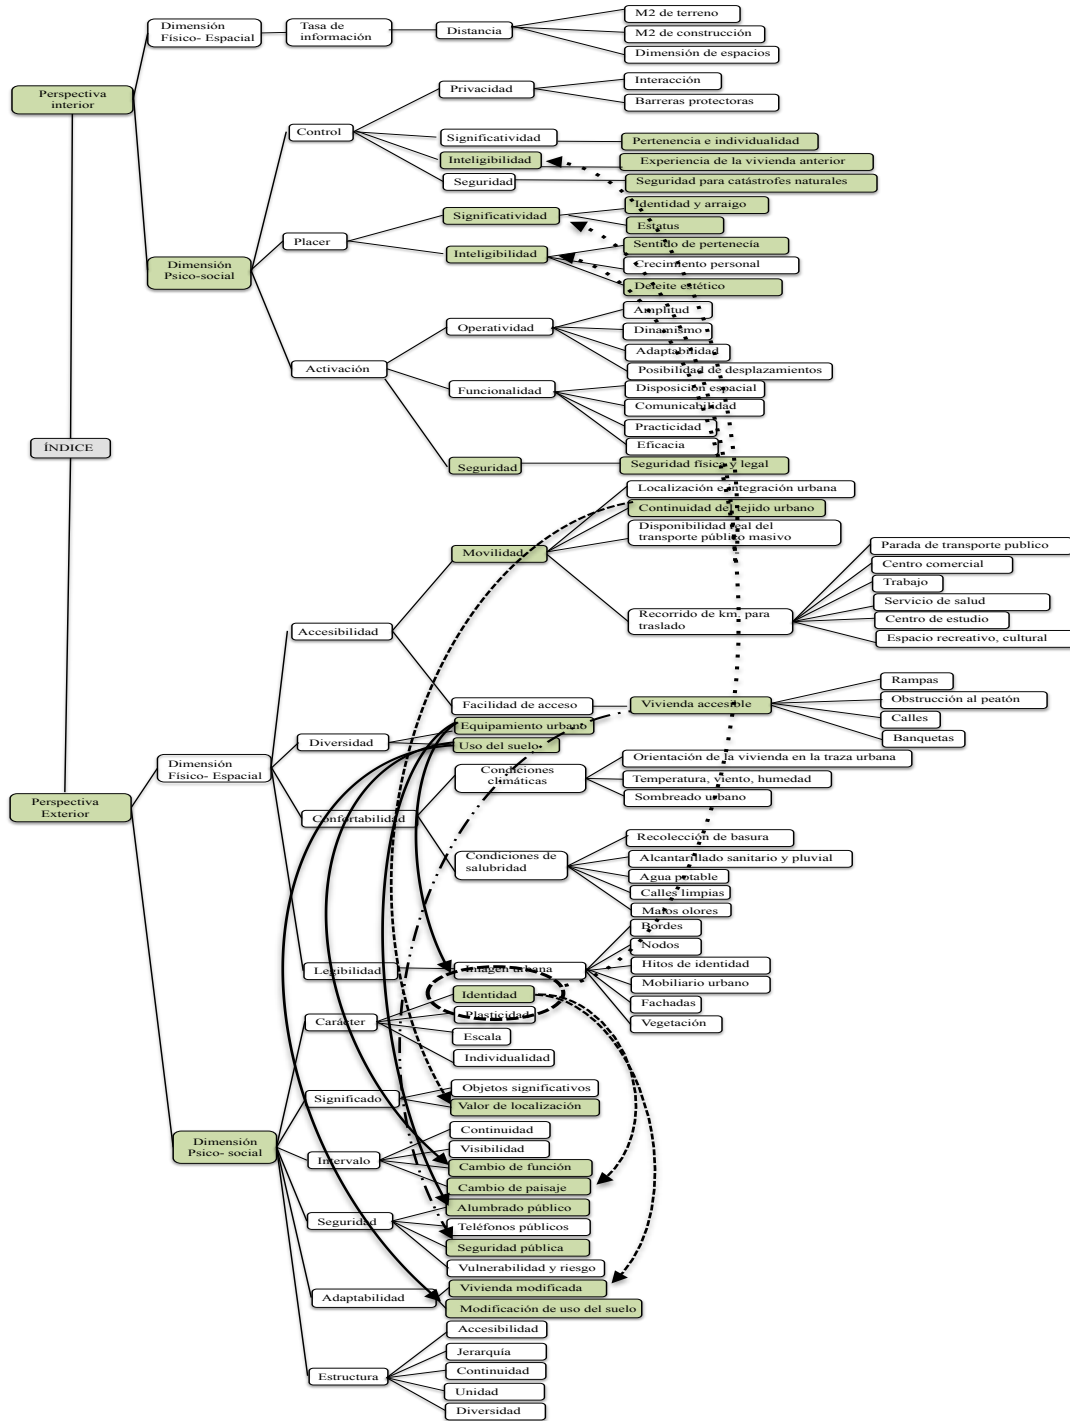 Dimensión
Físico- Espacial
Tasa de
información
Distancia
M2 de terreno
M2 de construcción
Dimensión de espacios
Perspectiva
interior
Control
Privacidad
Interacción
Barreras protectoras
Significatividad
Pertenencia e individualidad
Inteligibilidad
Experiencia de la vivienda anterior
Seguridad
Seguridad para catástrofes naturales
Dimensión
Psico-social
Placer
Significatividad
Identidad y arraigo
Estatus
Inteligibilidad
Sentido de pertenecía
Crecimiento personal
Deleite estético
Activación
Operatividad
Amplitud
Dinamismo
Adaptabilidad
Posibilidad de desplazamientos
Funcionalidad
Disposición espacial
Comunicabilidad
Practicidad
Eficacia
Seguridad
Seguridad física y legal
ÍNDICE
Movilidad
Localización e integración urbana
Continuidad del tejido urbano
Disponibilidad real del
transporte público masivo
Recorrido de km. para
traslado
Parada de transporte publico
Centro comercial
Trabajo
Servicio de salud
Centro de estudio
Espacio recreativo, cultural
Accesibilidad
Facilidad de acceso
Vivienda accesible
Rampas
Obstrucción al peatón
Calles
Banquetas
Diversidad
Equipamiento urbano
Uso del suelo
Dimensión
Físico- Espacial
Perspectiva
Exterior
Confortabilidad
Condiciones
climáticas
Orientación de la vivienda en la traza urbana
Temperatura, viento, humedad
Sombreado urbano
Condiciones de
salubridad
Recolección de basura
Alcantarillado sanitario y pluvial
Agua potable
Calles limpias
Malos olores
Legibilidad
Imagen urbana
Bordes
Nodos
Hitos de identidad
Mobiliario urbano
Fachadas
Vegetación
Carácter
Identidad
Plasticidad
Escala
Individualidad
Significado
Objetos significativos
Valor de localización
Dimensión
Psico- social
Intervalo
Continuidad
Visibilidad
Cambio de función
Cambio de paisaje
Seguridad
Alumbrado público
Teléfonos públicos
Seguridad pública
Vulnerabilidad y riesgo
Adaptabilidad
Vivienda modificada
Modificación de uso del suelo
Estructura
Accesibilidad
Jerarquía
Continuidad
Unidad
Diversidad